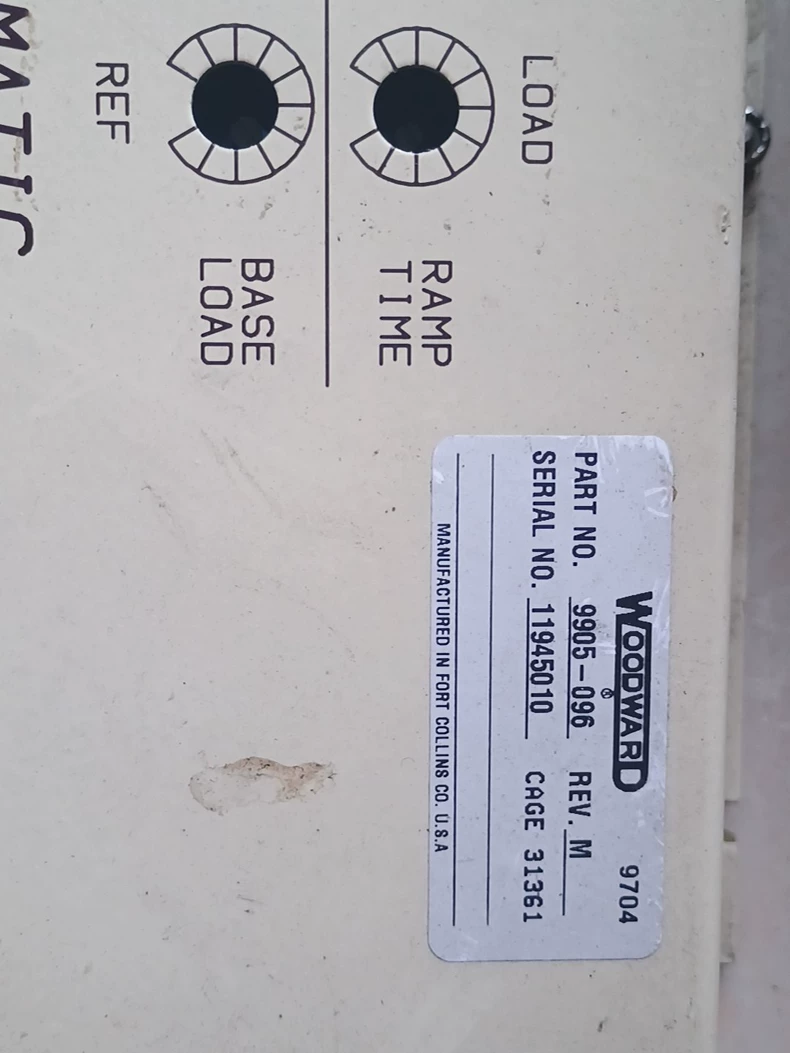 LOAD
RAMP
TIME
REF
BASE
LOAD
WOODWARD®
9704
PART NO. 9905-096 REV. M
SERIAL NO. 11945010 CAGE 31361
MANUFACTURED IN FORT COLLINS CO. U.S.A